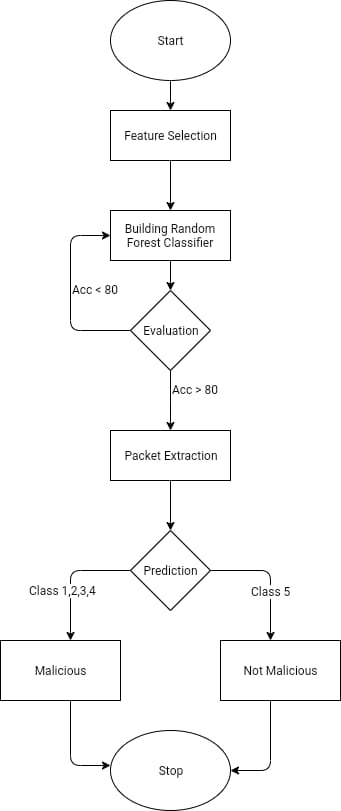 Start
Feature Selection
Building Random
Forest Classifier
Acc < 80
Evaluation
Acc > 80
Packet Extraction
Prediction
Class 1,2,3,4
Class 5
Malicious
Not Malicious
Stop